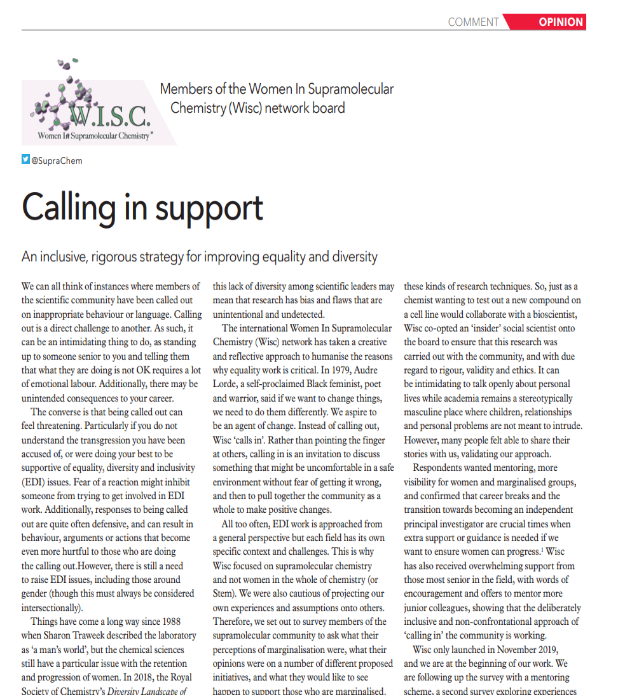 COMMENT OPINION
W.I.S.C.
Women In Supramolecular Chemistry
Members of the Women In Supramolecular
Chemistry (Wisc) network board
@SupraChem
Calling in support
An inclusive, rigorous strategy for improving equality and diversity
We can all think of instances where members of
the scientific community have been called out
on inappropriate behaviour or language. Calling
out is a direct challenge to another. As such, it
can be an intimidating thing to do, as standing
up to someone senior to you and telling them
that what they are doing is not OK requires a lot
of emotional labour. Additionally, there may be
unintended consequences to your career.
The converse is that being called out can
feel threatening. Particularly if you do not
understand the transgression you have been
accused of, or were doing your best to be
supportive of equality, diversity and inclusivity
(EDI) issues. Fear of a reaction might inhibit
someone from trying to get involved in EDI
work. Additionally, responses to being called
out are quite often defensive, and can result in
behaviour, arguments or actions that become
even more hurtful to those who are doing
the calling out.However, there is still a need
to raise EDI issues, including those around
gender (though this must always be considered
intersectionally).
Things have come a long way since 1988
when Sharon Traweek described the laboratory
as ‘a man’s world’, but the chemical sciences
still have a particular issue with the retention
and progression of women. In 2018, the Royal
Society of Chemistry’s Diversity Landscape of
this lack of diversity among scientific leaders may
mean that research has bias and flaws that are
unintentional and undetected.
The international Women In Supramolecular
Chemistry (Wisc) network has taken a creative
and reflective approach to humanise the reasons
why equality work is critical. In 1979, Audre
Lorde, a self-proclaimed Black feminist, poet
and warrior, said if we want to change things,
we need to do them differently. We aspire to
be an agent of change. Instead of calling out,
Wisc ‘calls in’. Rather than pointing the finger
at others, calling in is an invitation to discuss
something that might be uncomfortable in a safe
environment without fear of getting it wrong,
and then to pull together the community as a
whole to make positive changes.
All too often, EDI work is approached from
a general perspective but each field has its own
specific context and challenges. This is why
Wisc focused on supramolecular chemistry
and not women in the whole of chemistry (or
Stem). We were also cautious of projecting our
own experiences and assumptions onto others.
Therefore, we set out to survey members of the
supramolecular community to ask what their
perceptions of marginalisation were, what their
opinions were on a number of different proposed
initiatives, and what they would like to see
happen to support those who are marginalised.
these kinds of research techniques. So, just as a
chemist wanting to test out a new compound on
a cell line would collaborate with a bioscientist,
Wisc co-opted an ‘insider’ social scientist onto
the board to ensure that this research was
carried out with the community, and with due
regard to rigour, validity and ethics. It can
be intimidating to talk openly about personal
lives while academia remains a stereotypically
masculine place where children, relationships
and personal problems are not meant to intrude.
However, many people felt able to share their
stories with us, validating our approach.
Respondents wanted mentoring, more
visibility for women and marginalised groups,
and confirmed that career breaks and the
transition towards becoming an independent
principal investigator are crucial times when
extra support or guidance is needed if we
want to ensure women can progress.¹ Wisc
has also received overwhelming support from
those most senior in the field, with words of
encouragement and offers to mentor more
junior colleagues, showing that the deliberately
inclusive and non-confrontational approach of
‘calling in’ the community is working.
Wisc only launched in November 2019,
and we are at the beginning of our work. We
are following up the survey with a mentoring
scheme, a second survey exploring experiences